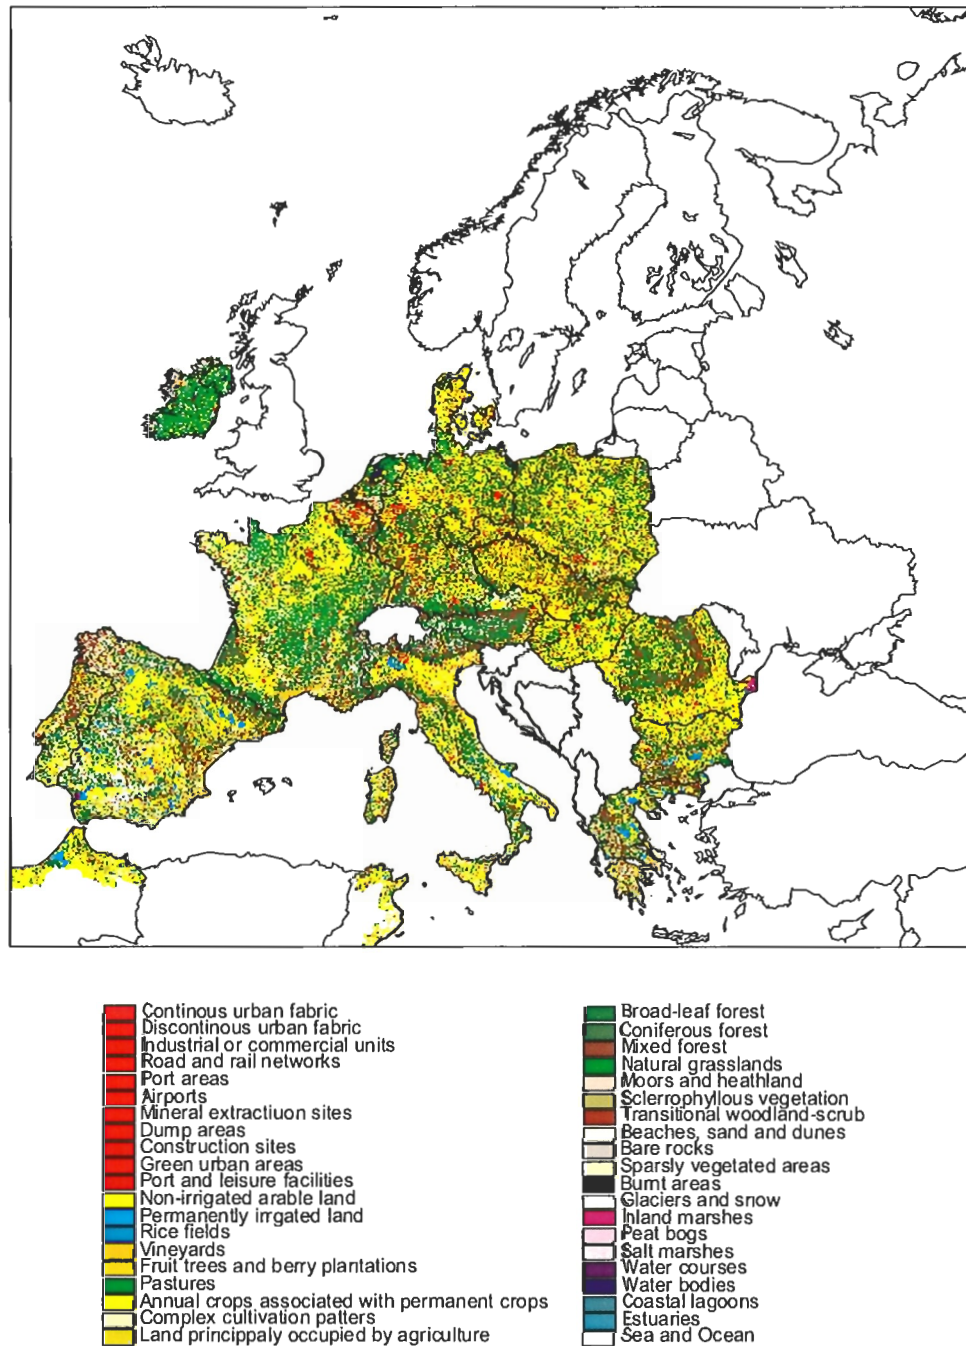 Continous urban fabric
Discontinous urban fabric
Industrial or commercial units
Road and rail networks
Port areas
Airports
Mineral extractiuon sites
Dump areas
Construction sites
Green urban areas
Port and leisure facilities
Non-irrigated arable land
Permanently irrgated land
Rice fields
Vineyards
Fruit trees and berry plantations
Pastures
Annual crops associated with permanent crops
Complex cultivation patters
Land princippaly occupied by agriculture
Broad-leaf forest
Coniferous forest
Mixed forest
Natural grasslands
Moors and heathland
Sclerrophyllous vegetation
Transitional woodland-scrub
Beaches, sand and dunes
Bare rocks
Sparsly vegetated areas
Burnt areas
Glaciers and snow
Inland marshes
Peat bogs
Salt marshes
Water courses
Water bodies
Coastal lagoons
Estuaries
Sea and Ocean